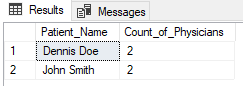 Results Messages
Patient_Name Count_of_Physicians
1 Dennis Doe 2
2 John Smith 2